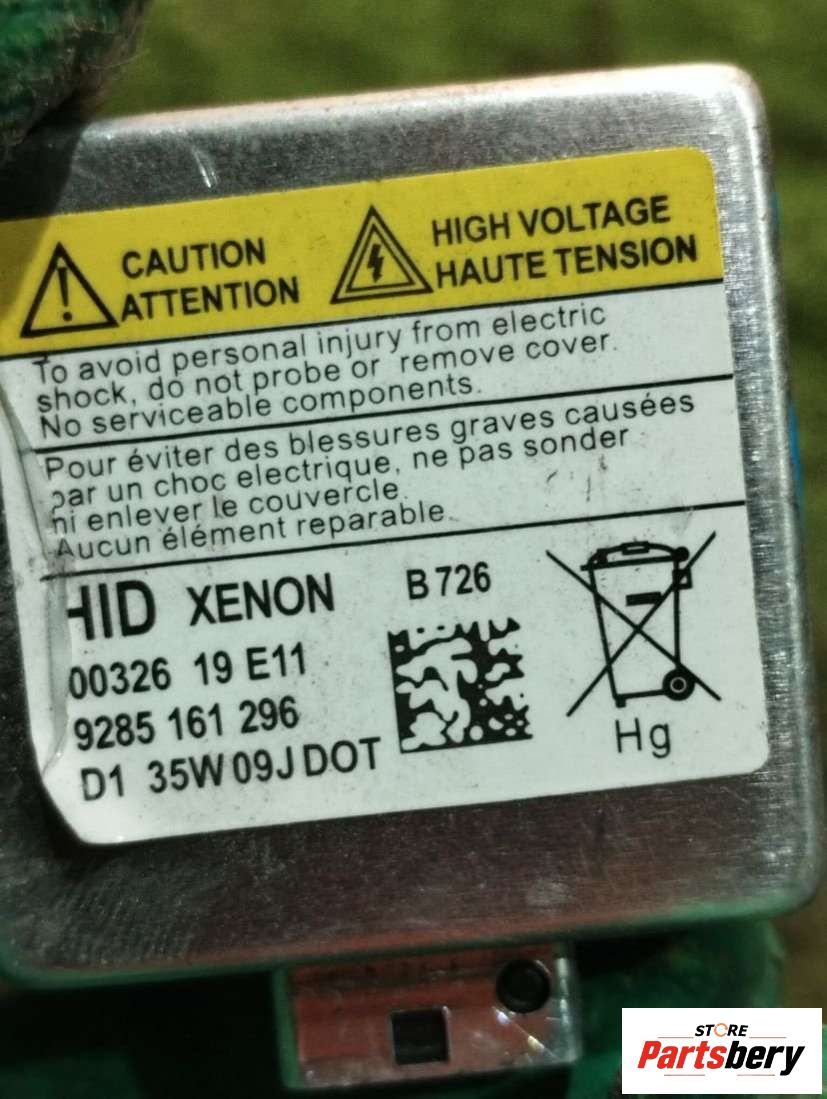 CAUTION
ATTENTION
HIGH VOLTAGE
HAUTE TENSION
To avoid personal injury from electric
shock, do not probe or remove cover.
No serviceable components.
Pour éviter des blessures graves causées
par un choc electrique, ne pas sonder
ni enlever le couvercle.
Aucun élément reparable.
HID XENON
B 726
00326 19 E11
9285 161 296
D1 35W 09J DOT
Hg
STORE
Partsbery